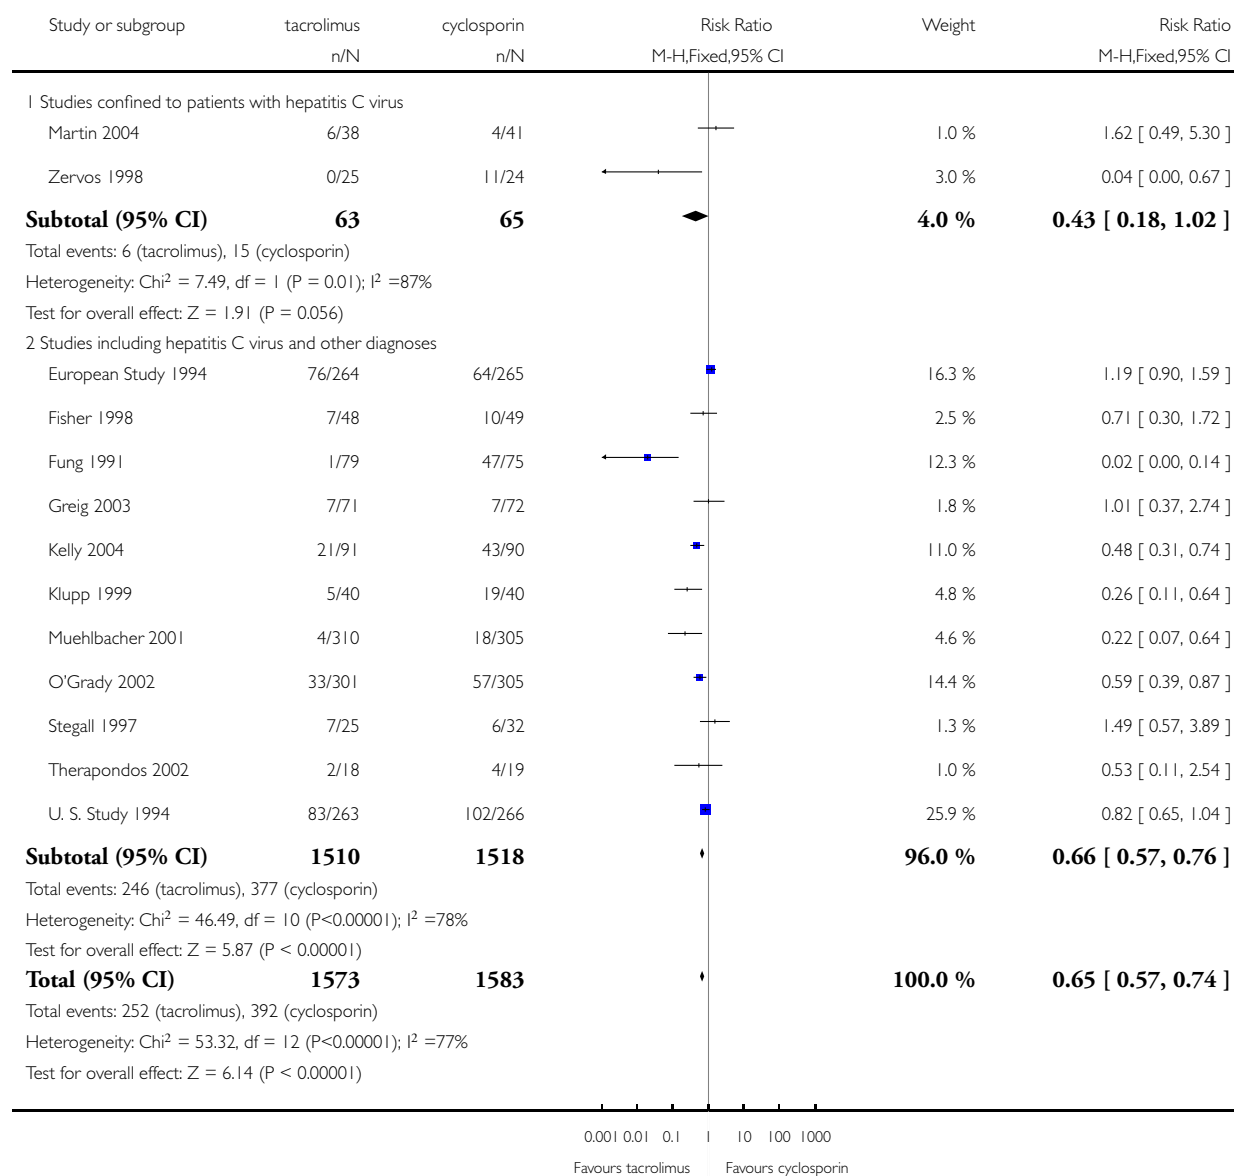 Study or subgroup tacrolimus cyclosporin Risk Ratio Weight Risk Ratio
n/N n/N M-H,Fixed,95% CI M-H,Fixed,95% CI
1 Studies confined to patients with hepatitis C virus
Martin 2004 6/38 4/41 1.0 % 1.62 [ 0.49, 5.30 ]
Zervos 1998 0/25 11/24 3.0 % 0.04 [ 0.00, 0.67 ]
Subtotal (95% CI) 63 65 4.0 % 0.43 [ 0.18, 1.02 ]
Total events: 6 (tacrolimus), 15 (cyclosporin)
Heterogeneity: Chi² = 7.49, df = 1 (P = 0.01); I² =87%
Test for overall effect: Z = 1.91 (P = 0.056)
2 Studies including hepatitis C virus and other diagnoses
European Study 1994 76/264 64/265 16.3 % 1.19 [ 0.90, 1.59 ]
Fisher 1998 7/48 10/49 2.5 % 0.71 [ 0.30, 1.72 ]
Fung 1991 1/79 47/75 12.3 % 0.02 [ 0.00, 0.14 ]
Greig 2003 7/71 7/72 1.8 % 1.01 [ 0.37, 2.74 ]
Kelly 2004 21/91 43/90 11.0 % 0.48 [ 0.31, 0.74 ]
Klupp 1999 5/40 19/40 4.8 % 0.26 [ 0.11, 0.64 ]
Muehlbacher 2001 4/310 18/305 4.6 % 0.22 [ 0.07, 0.64 ]
O'Grady 2002 33/301 57/305 14.4 % 0.59 [ 0.39, 0.87 ]
Stegall 1997 7/25 6/32 1.3 % 1.49 [ 0.57, 3.89 ]
Therapondos 2002 2/18 4/19 1.0 % 0.53 [ 0.11, 2.54 ]
U. S. Study 1994 83/263 102/266 25.9 % 0.82 [ 0.65, 1.04 ]
Subtotal (95% CI) 1510 1518 96.0 % 0.66 [ 0.57, 0.76 ]
Total events: 246 (tacrolimus), 377 (cyclosporin)
Heterogeneity: Chi² = 46.49, df = 10 (P<0.00001); I² =78%
Test for overall effect: Z = 5.87 (P < 0.00001)
Total (95% CI) 1573 1583 100.0 % 0.65 [ 0.57, 0.74 ]
Total events: 252 (tacrolimus), 392 (cyclosporin)
Heterogeneity: Chi² = 53.32, df = 12 (P<0.00001); I² =77%
Test for overall effect: Z = 6.14 (P < 0.00001)
0.001 0.01 0.1 1 10 100 1000
Favours tacrolimus Favours cyclosporin